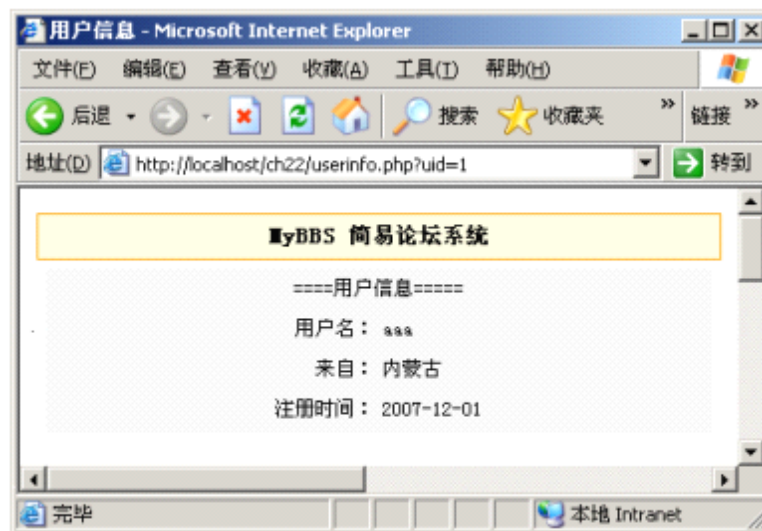 用户信息 - Microsoft Internet Explorer
文件(F) 编辑(E) 查看(V) 收藏(A) 工具(T) 帮助(H)
后退 搜索 收藏夹 » 链接 »
地址(D) http://localhost/ch22/userinfo.php?uid=1 转到
MyBBS 简易论坛系统
====用户信息=====
用户名： aaa
来自： 内蒙古
注册时间： 2007-12-01
完毕 本地 Intranet